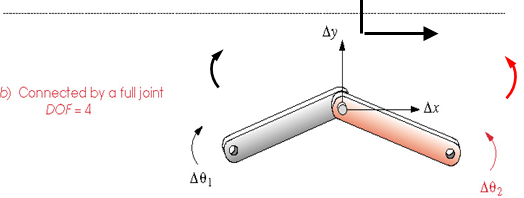 Δy
b) Connected by a full joint
DOF = 4
Δx
Δθ1
Δθ2